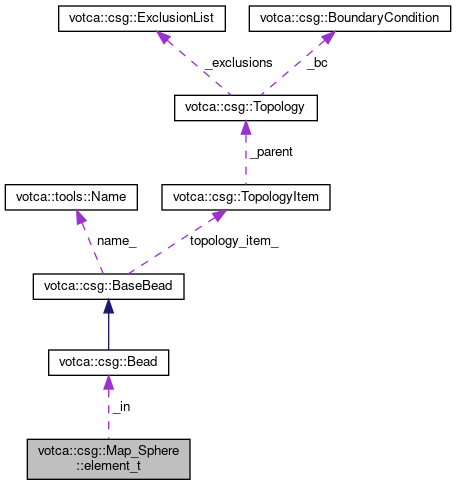 votca::csg::ExclusionList
votca::csg::BoundaryCondition
_exclusions
_bc
votca::csg::Topology
_parent
votca::tools::Name
votca::csg::TopologyItem
name_
topology_item_
votca::csg::BaseBead
votca::csg::Bead
_in
votca::csg::Map_Sphere
::element_t